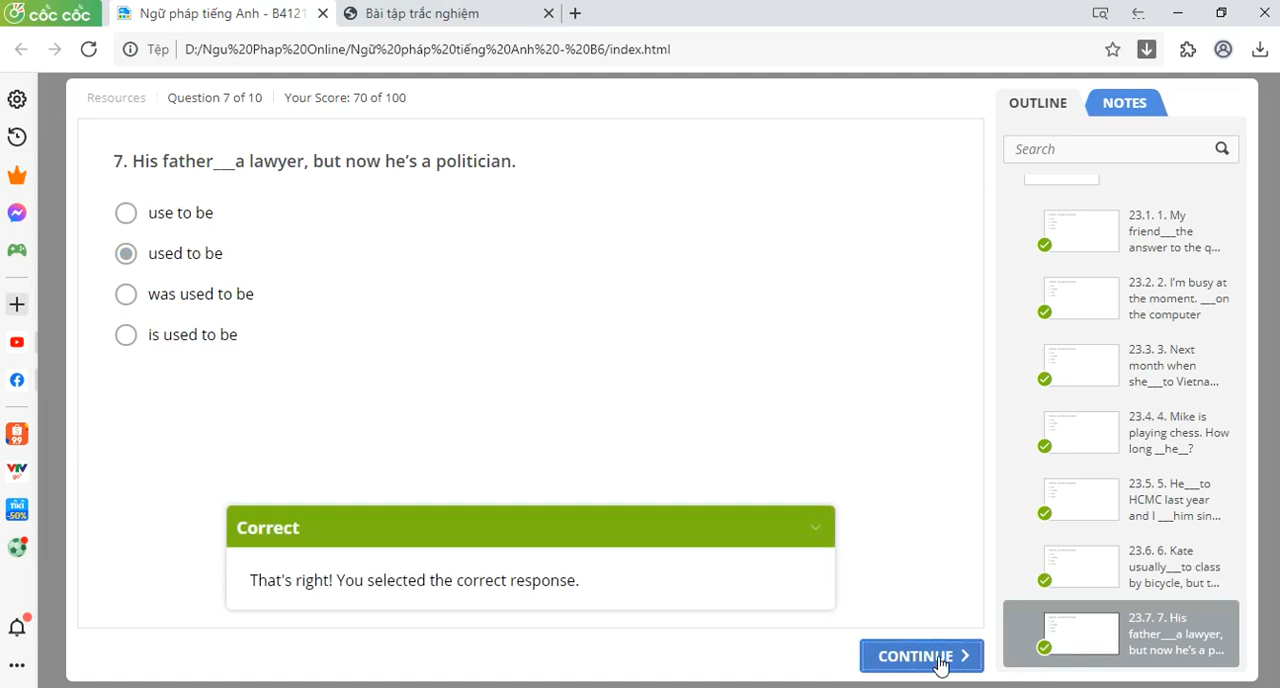 cốc cốc
Ngữ pháp tiếng Anh - B4121
Bài tập trắc nghiệm
Tệp
D:/Ngu%20Phap%20Online/Ngữ%20pháp%20tiếng%20Anh%20-%20B6/index.html
Resources
Question 7 of 10
Your Score: 70 of 100
OUTLINE
NOTES
Search
7. His father___a lawyer, but now he's a politician.
use to be
used to be
was used to be
is used to be
Correct
That's right! You selected the correct response.
CONTINUE
23.1. 1. My
friend___the
answer to the q...
23.2. 2. I'm busy at
the moment. ___on
the computer
23.3. 3. Next
month when
she___to Vietna...
23.4. 4. Mike is
playing chess. How
long __he__?
23.5. 5. He___to
HCMC last year
and I ___him sin...
23.6. 6. Kate
usually___to class
by bicycle, but t...
23.7. 7. His
father___a lawyer,
but now he's a p...
99
VTV
go
TIKI
-50%